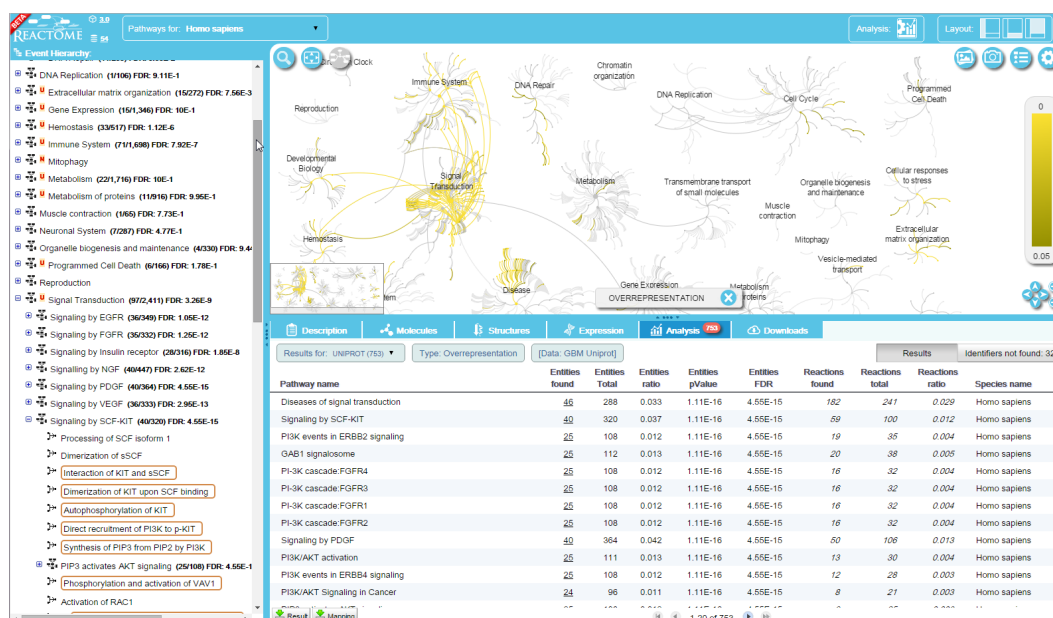 BETA
REACTOME
3.0
54
Pathways for: Homo sapiens
Analysis:
Layout:
Event Hierarchy:
DNA Replication (1/106) FDR: 9.11E-1
Extracellular matrix organization (15/272) FDR: 7.56E-3
Gene Expression (15/1,346) FDR: 10E-1
Hemostasis (33/517) FDR: 1.12E-6
Immune System (71/1,698) FDR: 7.92E-7
Mitophagy
Metabolism (22/1,716) FDR: 10E-1
Metabolism of proteins (11/916) FDR: 9.95E-1
Muscle contraction (1/65) FDR: 7.73E-1
Neuronal System (7/287) FDR: 4.77E-1
Organelle biogenesis and maintenance (4/330) FDR: 9.44
Programmed Cell Death (6/166) FDR: 1.78E-1
Reproduction
Signal Transduction (97/2,411) FDR: 3.26E-9
Signaling by EGFR (36/349) FDR: 1.05E-12
Signaling by FGFR (35/332) FDR: 1.25E-12
Signaling by Insulin receptor (28/316) FDR: 1.85E-8
Signaling by NGF (40/447) FDR: 2.62E-12
Signaling by PDGF (40/364) FDR: 4.55E-15
Signaling by VEGF (36/333) FDR: 2.95E-13
Signaling by SCF-KIT (40/320) FDR: 4.55E-15
Processing of SCF isoform 1
Dimerization of sSCF
Interaction of KIT and sSCF
Dimerization of KIT upon SCF binding
Autophosphorylation of KIT
Direct recruitment of PI3K to p-KIT
Synthesis of PIP3 from PIP2 by PI3K
PIP3 activates AKT signaling (25/108) FDR: 4.55E-1
Phosphorylation and activation of VAV1
Activation of RAC1
Clock
Chromatin
organization
Immune System
DNA Repair
DNA Replication
Cell Cycle
Programmed
Cell Death
Reproduction
Developmental
Biology
Signal
Transduction
Metabolism
Transmembrane transport
of small molecules
Organelle biogenesis
and maintenance
Cellular responses
to stress
Muscle
contraction
Hemostasis
Mitophagy
Extracellular
matrix organization
Vesicle-mediated
transport
Disease
Gene Expression
Metabolism
proteins
OVERREPRESENTATION
0
0.05
Description
Molecules
Structures
Expression
Analysis 753
Downloads
Results for: UNIPROT (753)
Type: Overrepresentation
[Data: GBM Uniprot]
Results
Identifiers not found: 32
Pathway name Entities found Entities Total Entities ratio Entities pValue Entities FDR Reactions found Reactions total Reactions ratio Species name
Diseases of signal transduction 46 288 0.033 1.11E-16 4.55E-15 182 241 0.029 Homo sapiens
Signaling by SCF-KIT 40 320 0.037 1.11E-16 4.55E-15 59 100 0.012 Homo sapiens
PI3K events in ERBB2 signaling 25 108 0.012 1.11E-16 4.55E-15 19 35 0.004 Homo sapiens
GAB1 signalosome 25 112 0.013 1.11E-16 4.55E-15 20 38 0.005 Homo sapiens
PI-3K cascade:FGFR4 25 108 0.012 1.11E-16 4.55E-15 16 32 0.004 Homo sapiens
PI-3K cascade:FGFR3 25 108 0.012 1.11E-16 4.55E-15 16 32 0.004 Homo sapiens
PI-3K cascade:FGFR1 25 108 0.012 1.11E-16 4.55E-15 16 32 0.004 Homo sapiens
PI-3K cascade:FGFR2 25 108 0.012 1.11E-16 4.55E-15 16 32 0.004 Homo sapiens
Signaling by PDGF 40 364 0.042 1.11E-16 4.55E-15 50 106 0.013 Homo sapiens
PI3K/AKT activation 25 111 0.013 1.11E-16 4.55E-15 13 30 0.004 Homo sapiens
PI3K events in ERBB4 signaling 25 108 0.012 1.11E-16 4.55E-15 12 28 0.003 Homo sapiens
PI3K/AKT Signaling in Cancer 24 96 0.011 1.11E-16 4.55E-15 8 21 0.003 Homo sapiens
Result
Mapping
1-20 of 753